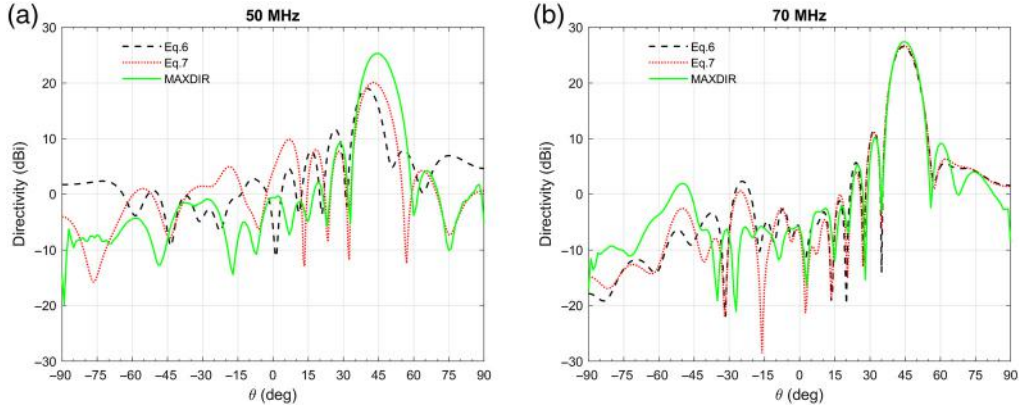 (a)
50 MHz
Eq.6
Eq.7
MAXDIR
Directivity (dBi)
30
20
10
0
-10
-20
-30
-90 -75 -60 -45 -30 -15 0 15 30 45 60 75 90
θ (deg)
(b)
70 MHz
Eq.6
Eq.7
MAXDIR
Directivity (dBi)
30
20
10
0
-10
-20
-30
-90 -75 -60 -45 -30 -15 0 15 30 45 60 75 90
θ (deg)